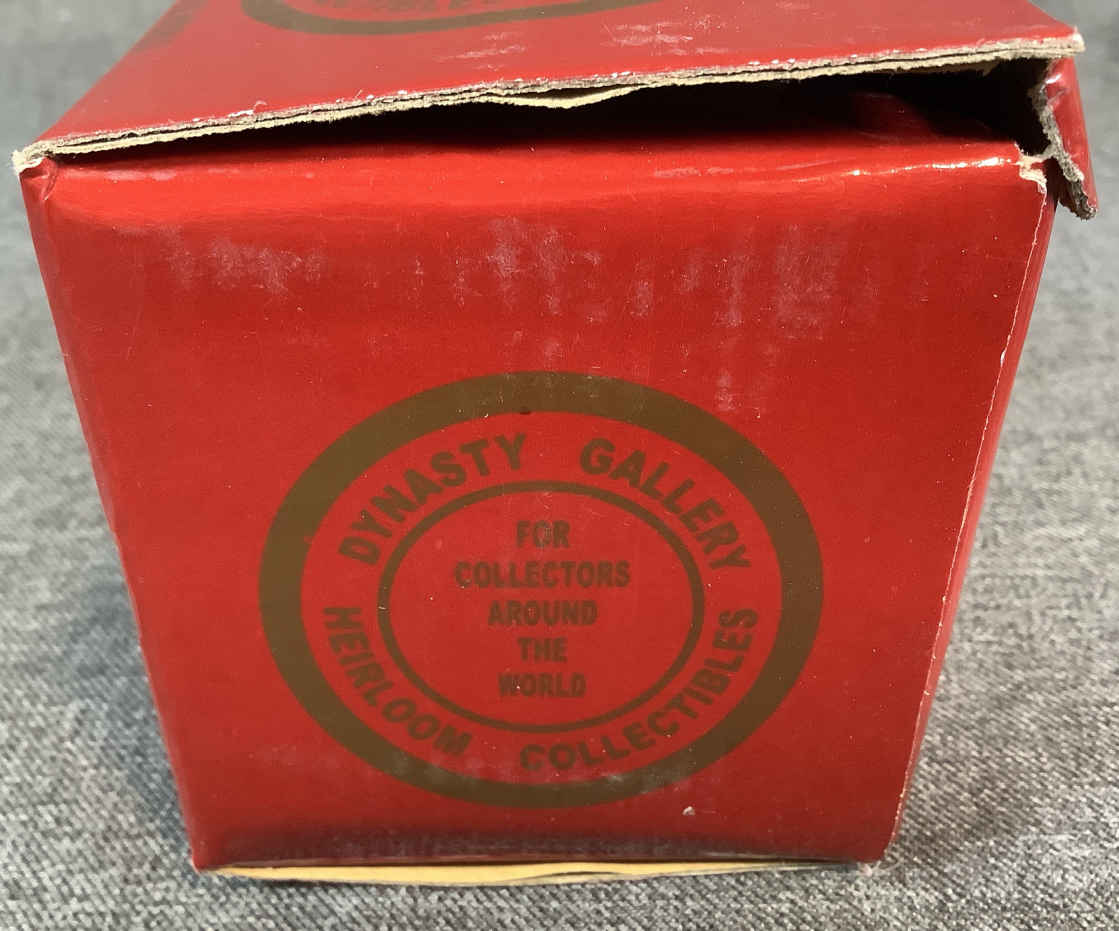 DYNASTY GALLERY
HEIRLOOM COLLECTIBLES
FOR
COLLECTORS
AROUND
THE
WORLD